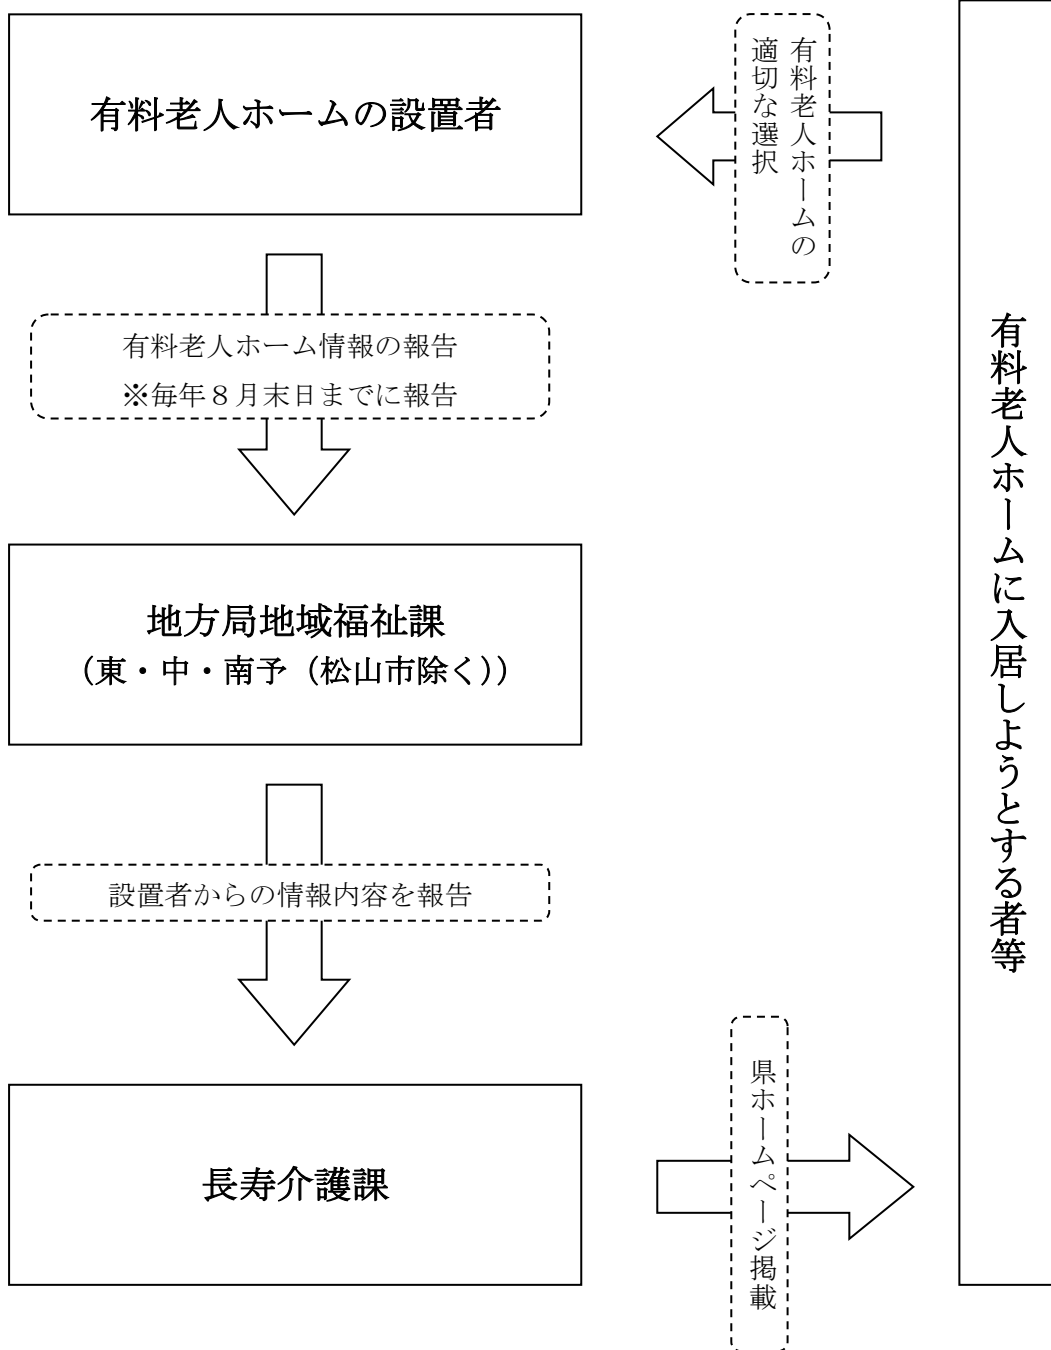 有料老人ホームの設置者
有料老人ホームの
適切な選択
有料老人ホーム情報の報告
※毎年８月末日までに報告
地方局地域福祉課
（東・中・南予（松山市除く））
設置者からの情報内容を報告
長寿介護課
県ホームページ掲載
有料老人ホームに入居しようとする者等